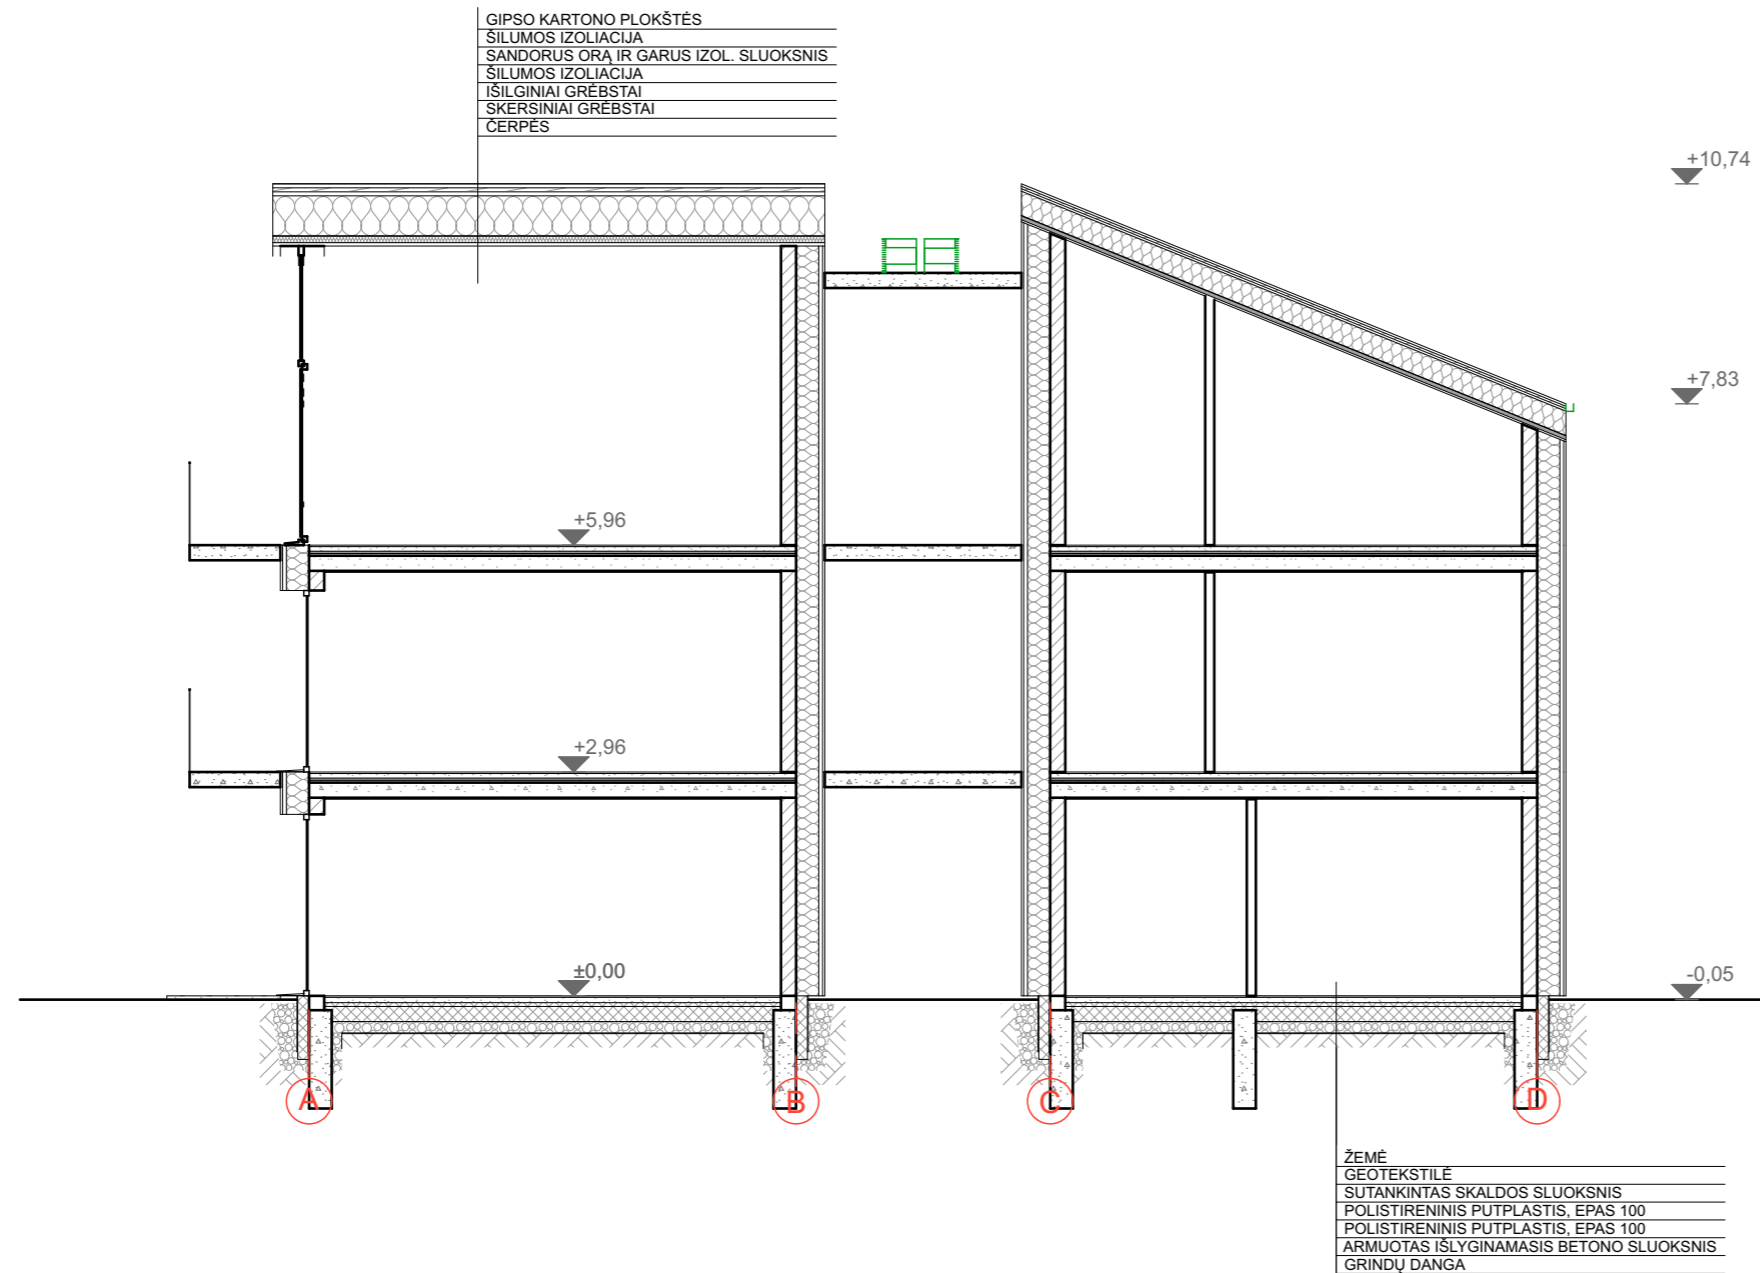 GIPSO KARTONO PLOKŠTĖS
ŠILUMOS IZOLIACIJA
SANDORUS ORĄ IR GARUS IZOL. SLUOKSNIS
ŠILUMOS IZOLIACIJA
IŠILGINIAI GRĖBSTAI
SKERSINIAI GRĖBSTAI
ČERPĖS
+10,74
+7,83
+5,96
+2,96
±0,00
-0,05
A
B
C
D
ŽEMĖ
GEOTEKSTILĖ
SUTANKINTAS SKALDOS SLUOKSNIS
POLISTIRENINIS PUTPLASTIS, EPAS 100
POLISTIRENINIS PUTPLASTIS, EPAS 100
ARMUOTAS IŠLYGINAMASIS BETONO SLUOKSNIS
GRINDŲ DANGA